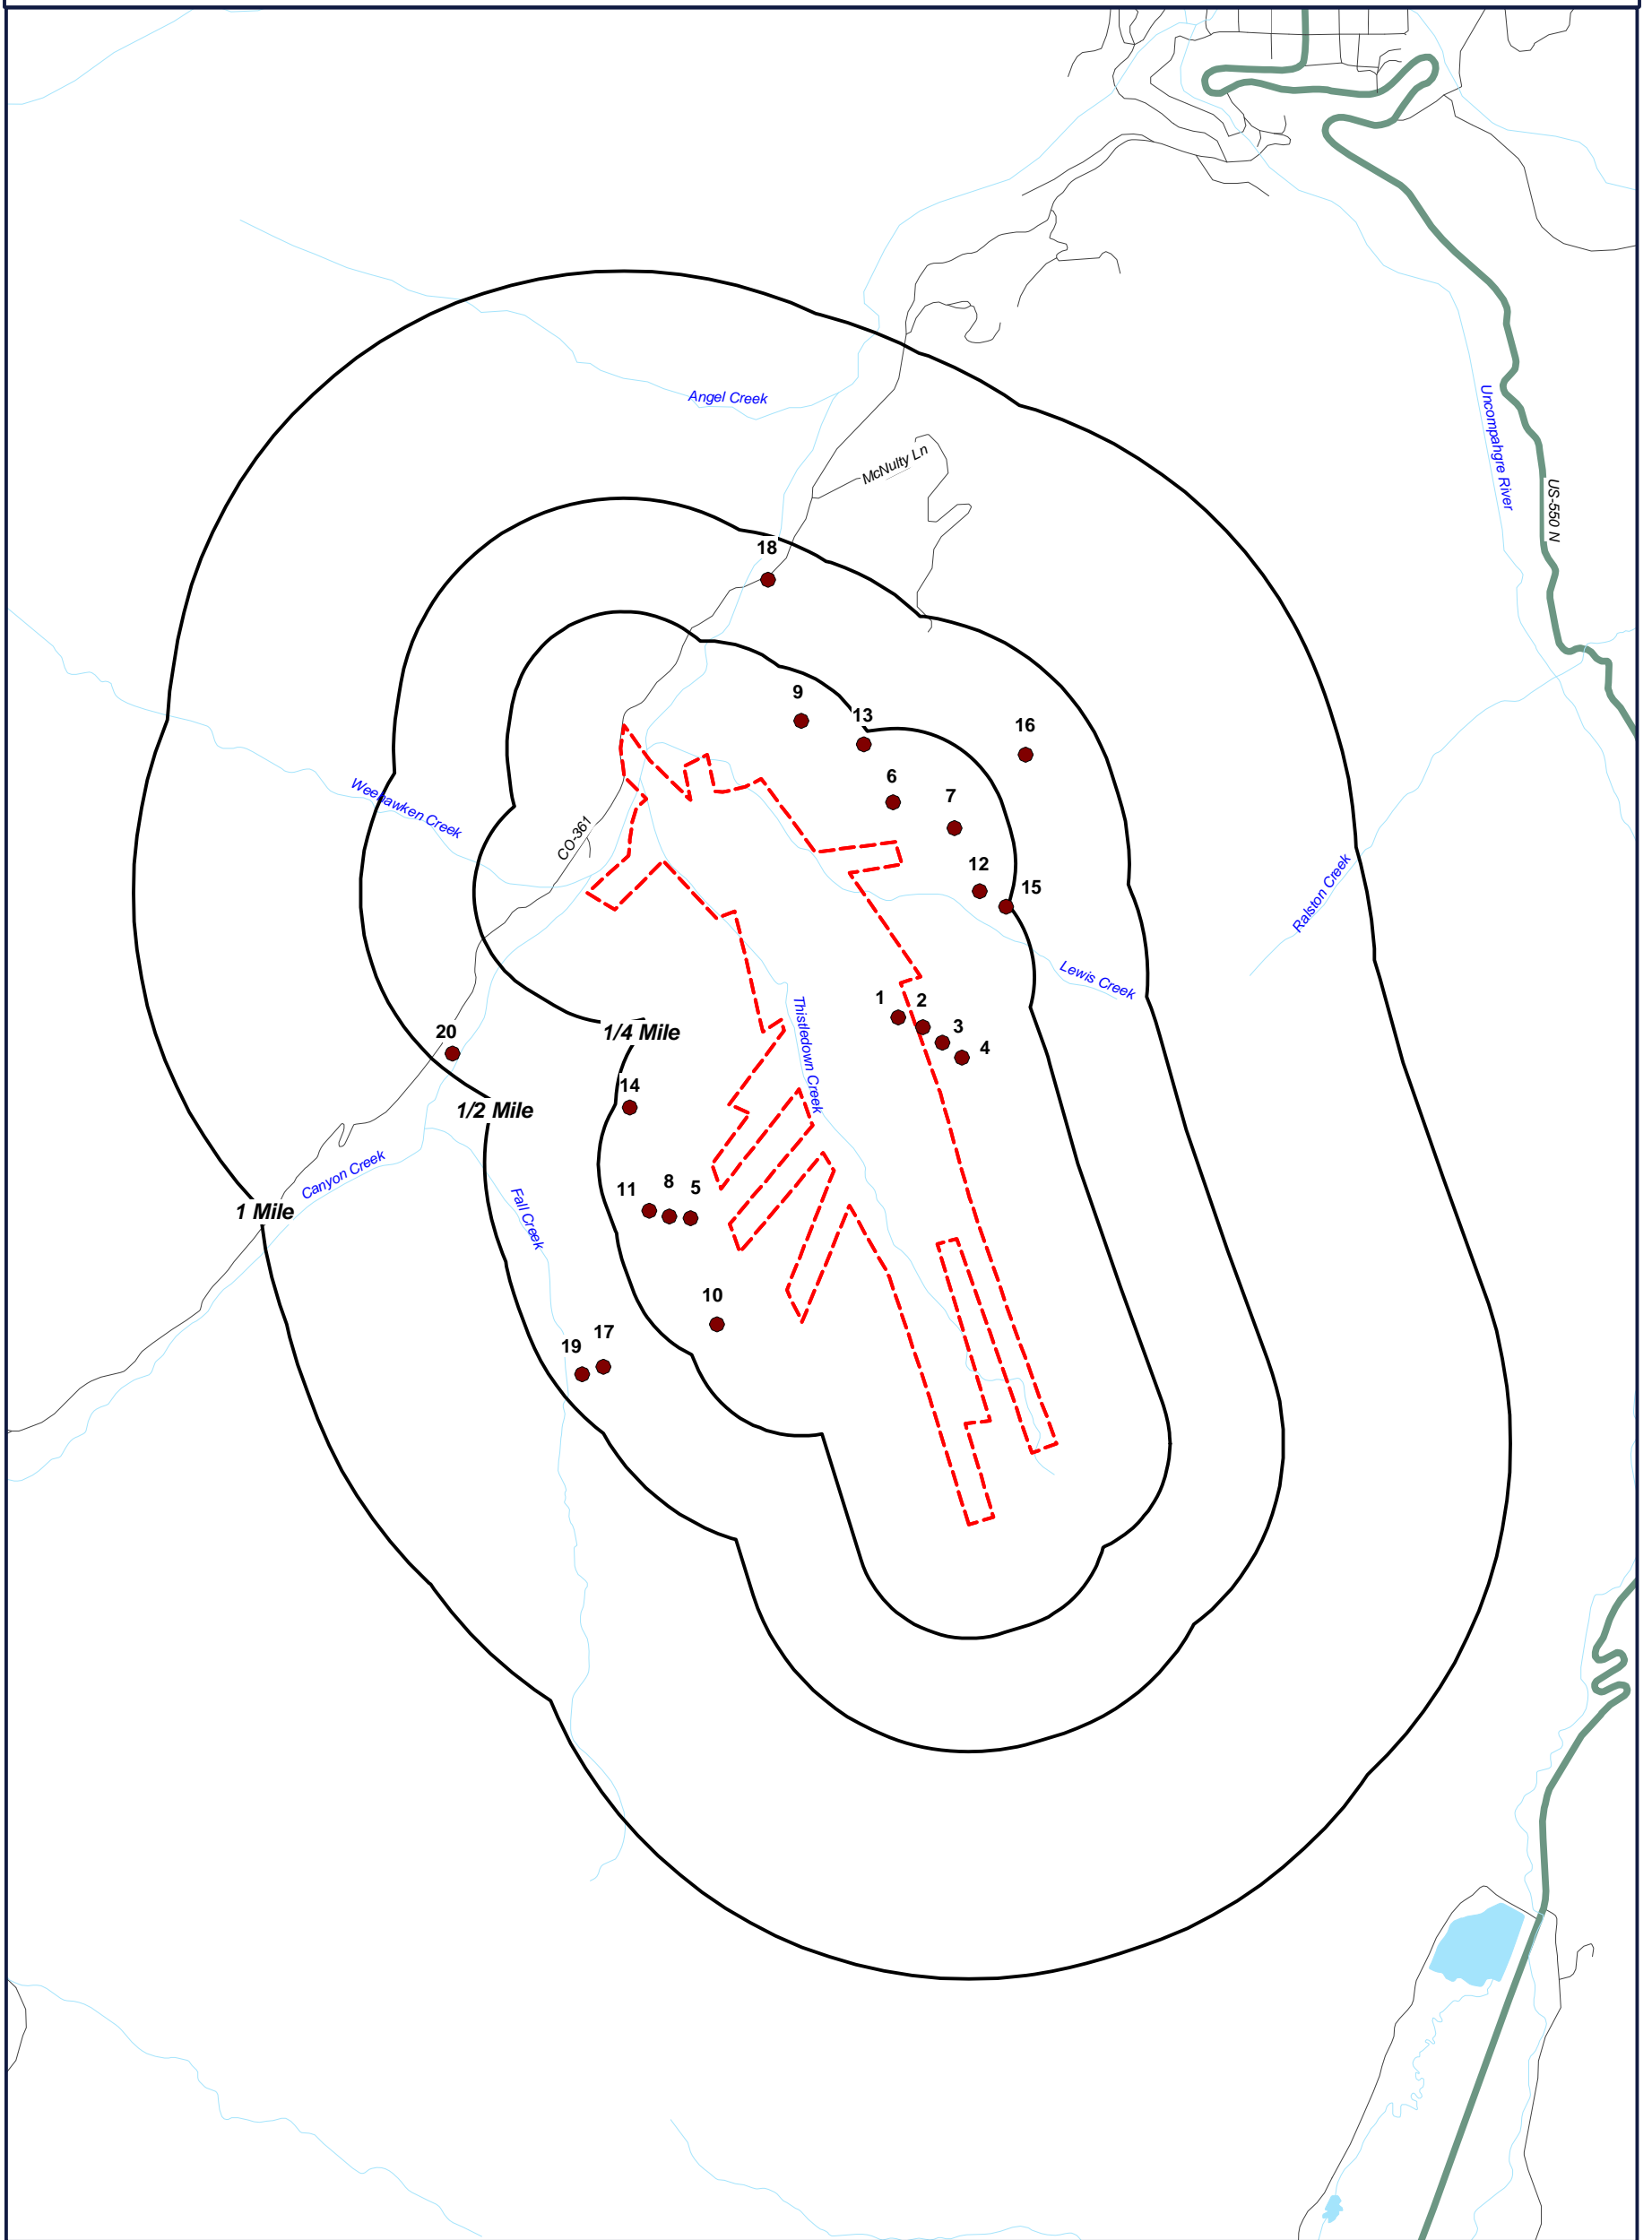 Angel Creek
McNulty Ln
Uncompahgre River
US-550 N
18
9
13
16
6
7
Weehawken Creek
CO-361
12
15
Ralston Creek
Lewis Creek
1
2
3
4
Thistledown Creek
20
1/4 Mile
14
1/2 Mile
Canyon Creek
11
8
5
1 Mile
Fall Creek
10
17
19